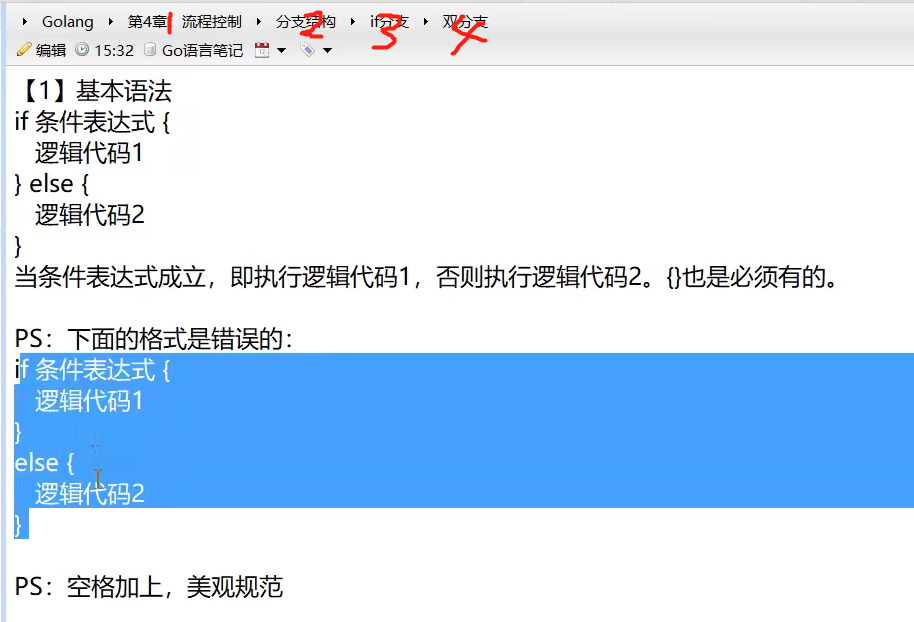 Golang 第4章 流程控制 分支结构 if分支 双分支
1 2 3 4
编辑 15:32 Go语言笔记
【1】基本语法
if 条件表达式 {
逻辑代码1
} else {
逻辑代码2
}
当条件表达式成立，即执行逻辑代码1，否则执行逻辑代码2。{}也是必须有的。
PS：下面的格式是错误的：
if 条件表达式 {
逻辑代码1
}
else {
逻辑代码2
}
PS：空格加上，美观规范